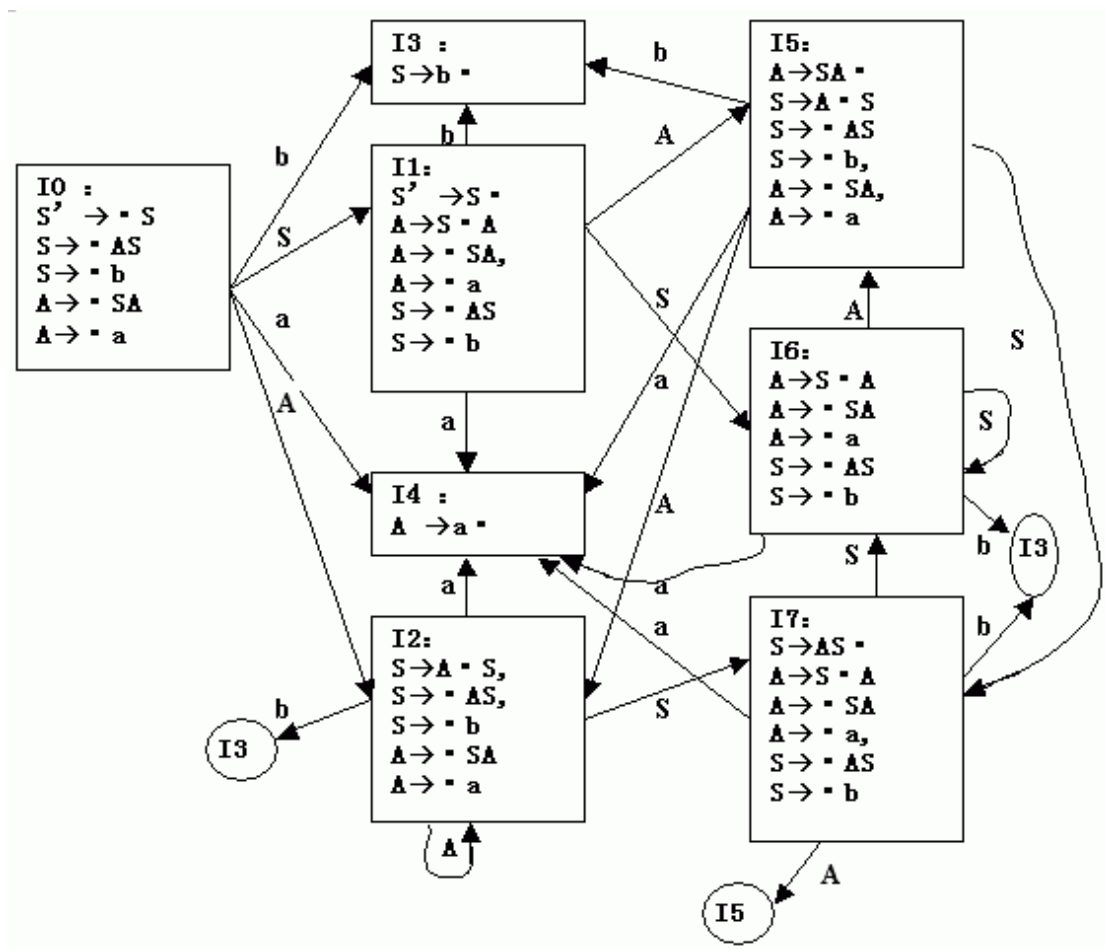 I3 :
S→b▪
I5:
A→SA▪
S→A▪S
S→▪AS
S→▪b,
A→▪SA,
A→▪a
b
b
A
b
I0 :
S' →▪S
S→▪AS
S→▪b
A→▪SA
A→▪a
I1:
S' →S▪
A→S▪A
A→▪SA,
A→▪a
S→▪AS
S→▪b
S
a
S
A
S
I6:
A→S▪A
A→▪SA
A→▪a
S→▪AS
S→▪b
a
A
a
S
I4 :
A →a▪
A
b
I3
S
a
a
a
b
I2:
S→A▪S,
S→▪AS,
S→▪b
A→▪SA
A→▪a
I7:
S→AS▪
A→S▪A
A→▪SA
A→▪a,
S→▪AS
S→▪b
b
I3
S
A
A
I5